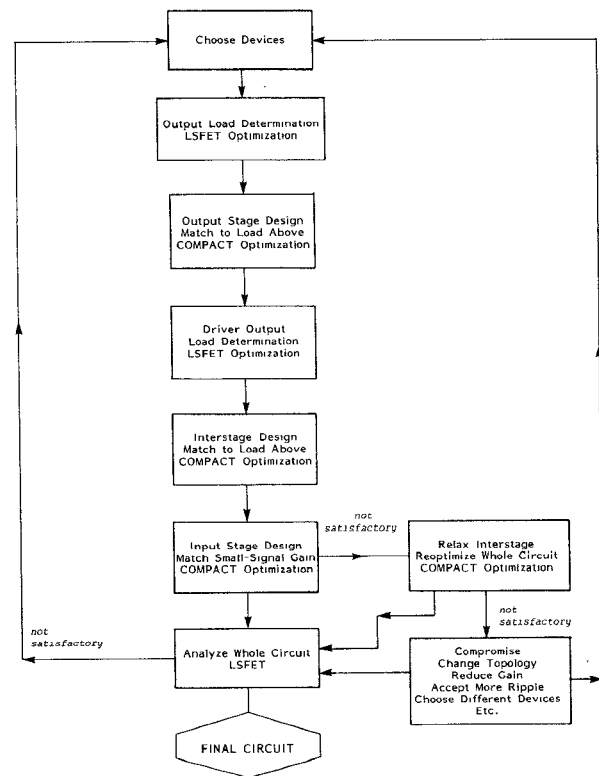 Choose Devices
Output Load Determination
LSFET Optimization
Output Stage Design
Match to Load Above
COMPACT Optimization
Driver Output
Load Determination
LSFET Optimization
Interstage Design
Match to Load Above
COMPACT Optimization
not
satisfactory
Input Stage Design
Match Small-Signal Gain
COMPACT Optimization
Relax Interstage
Reoptimize Whole Circuit
COMPACT Optimization
not
satisfactory
not
satisfactory
Analyze Whole Circuit
LSFET
Compromise
Change Topology
Reduce Gain
Accept More Ripple
Choose Different Devices
Etc.
FINAL CIRCUIT